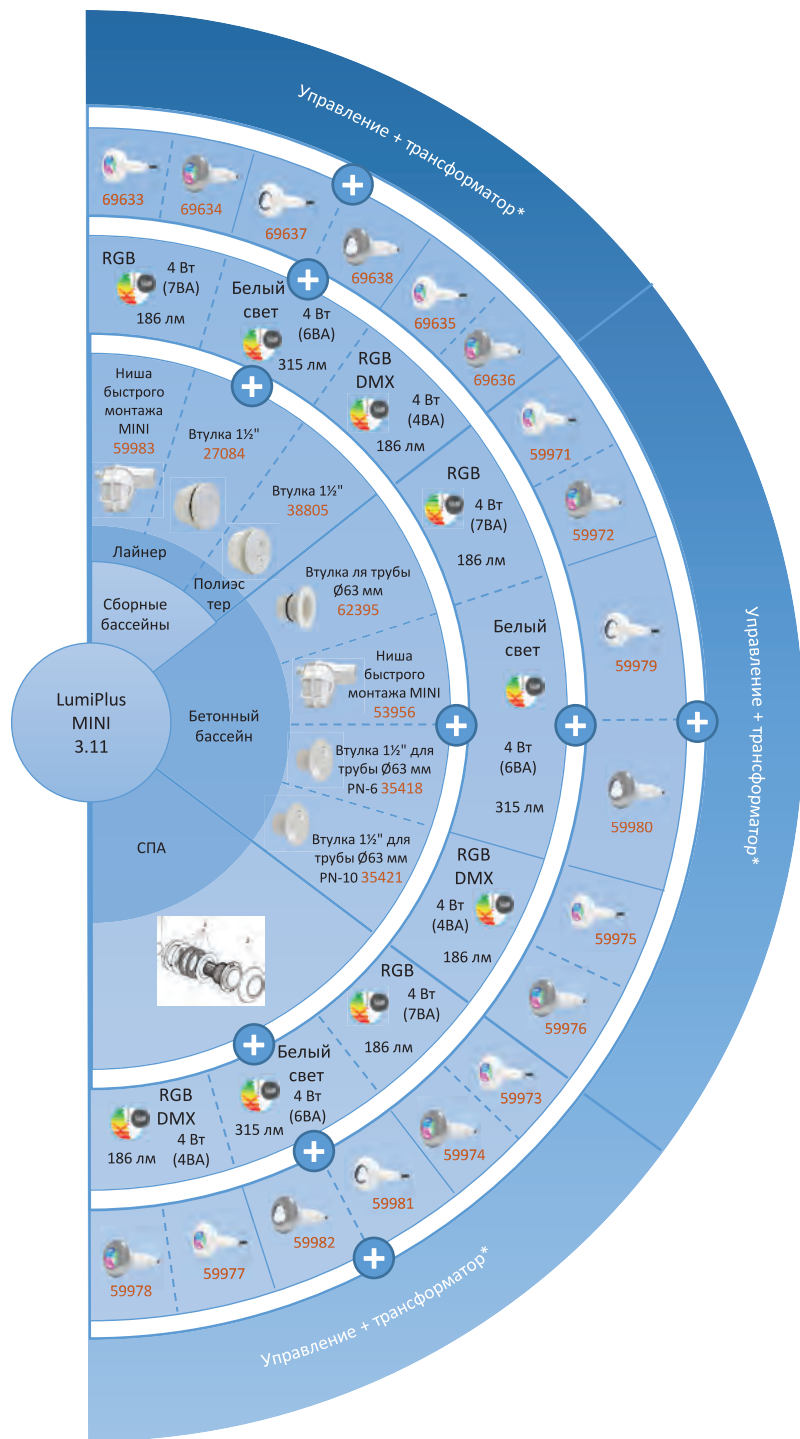 Управление + трансформатор*
69633
69634
69637
69638
69635
69636
RGB
4 Вт
(7ВА)
186 лм
Белый
свет
4 Вт
(6ВА)
315 лм
RGB
DMX
4 Вт
(4ВА)
186 лм
Ниша
быстрого
монтажа
MINI
59983
Втулка 1½"
27084
Втулка 1½"
38805
Лайнер
Полиэс
тер
Сборные
бассейны
LumiPlus
MINI
3.11
Управление + трансформатор*
59971
59972
59979
59980
59975
59976
RGB
4 Вт
(7ВА)
186 лм
Белый
свет
4 Вт
(6ВА)
315 лм
RGB
DMX
4 Вт
(4ВА)
186 лм
Втулка ля трубы
Ø63 мм
62395
Ниша
быстрого
монтажа MINI
53956
Втулка 1½" для
трубы Ø63 мм
PN-6 35418
Втулка 1½" для
трубы Ø63 мм
PN-10 35421
Бетонный
бассейн
СПА
RGB
4 Вт
(7ВА)
186 лм
Белый
свет
4 Вт
(6ВА)
315 лм
RGB
DMX
4 Вт
(4ВА)
186 лм
59973
59974
59981
59982
59977
59978
Управление + трансформатор*